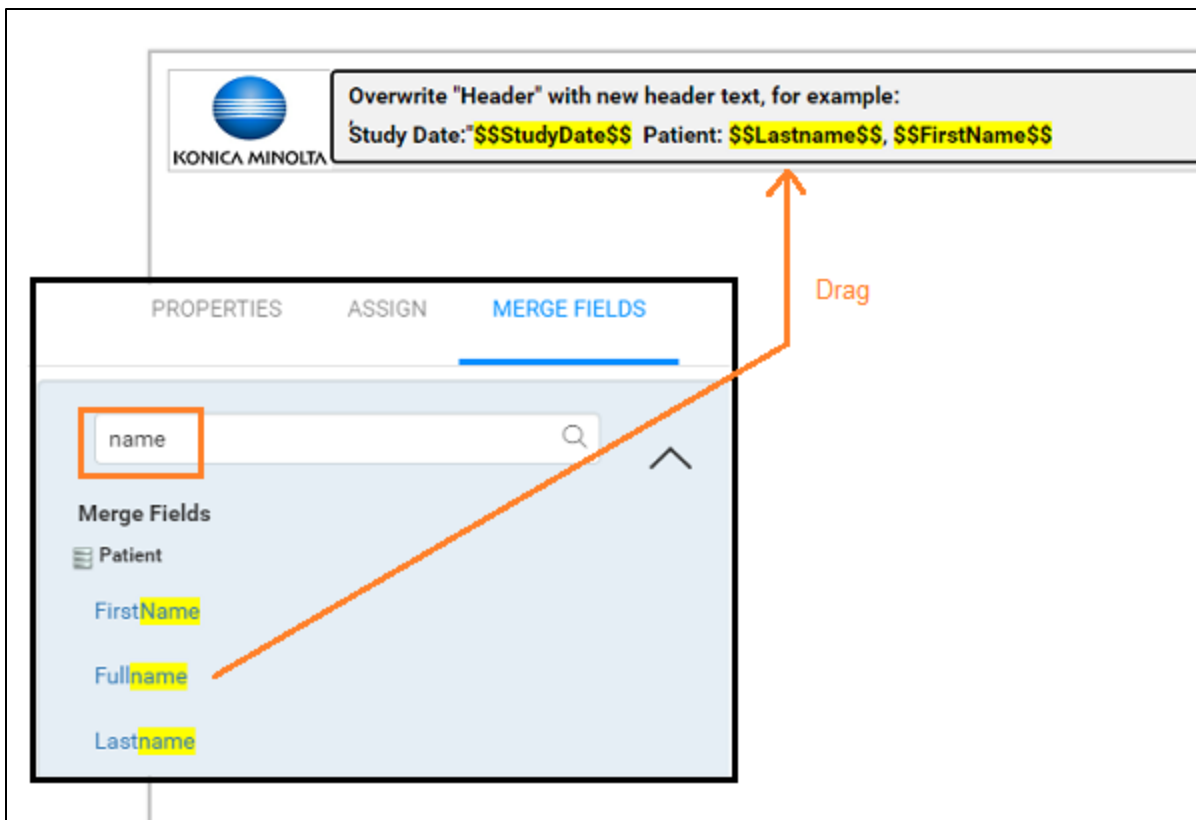 Overwrite "Header" with new header text, for example:
'Study Date:"$$StudyDate$$ Patient: $$Lastname$$, $$FirstName$$
KONICA MINOLTA
Drag
PROPERTIES ASSIGN MERGE FIELDS
name
Merge Fields
Patient
FirstName
Fullname
Lastname